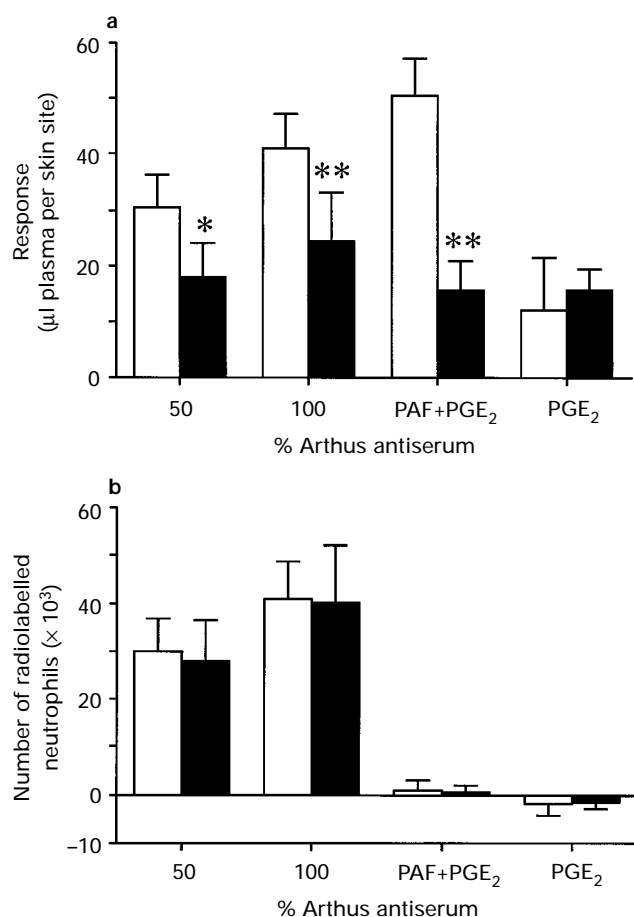 a
60
40
20
0
Response
(µl plasma per skin site)
*
**
**
50 100 PAF+PGE₂ PGE₂
% Arthus antiserum
b
60
40
20
0
–10
Number of radiolabelled
neutrophils (× 10³)
50 100 PAF+PGE₂ PGE₂
% Arthus antiserum